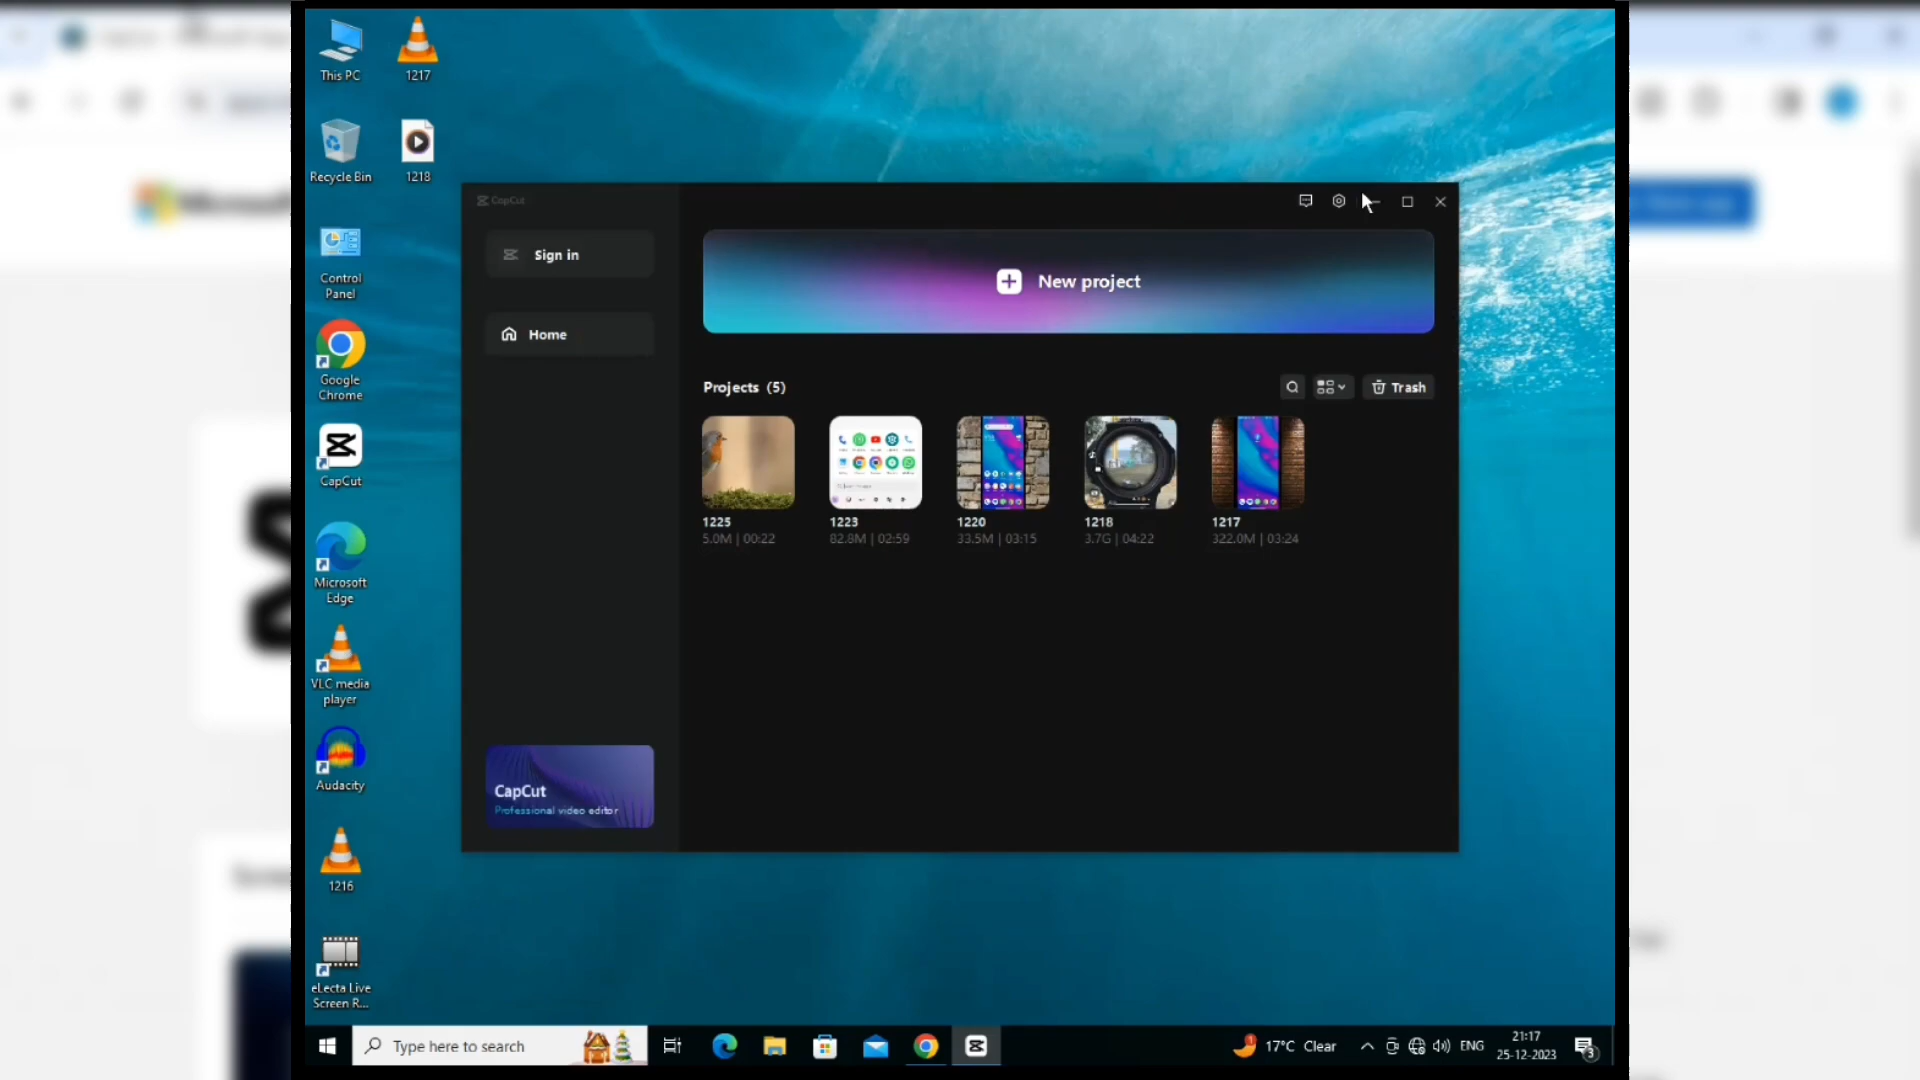 This PC
1217
Recycle Bin
1218
Control
Panel
Google
Chrome
CapCut
Microsoft
Edge
VLC media
player
Audacity
1216
eLecta Live
Screen R...
CapCut
Sign in
Home
New project
Projects (5)
Trash
1225
5.0M | 00:22
1223
82.8M | 02:59
1220
33.5M | 03:15
1218
3.7G | 04:22
1217
322.0M | 03:24
CapCut
Professional video editor
Type here to search
17°C Clear
ENG
21:17
25-12-2023
3